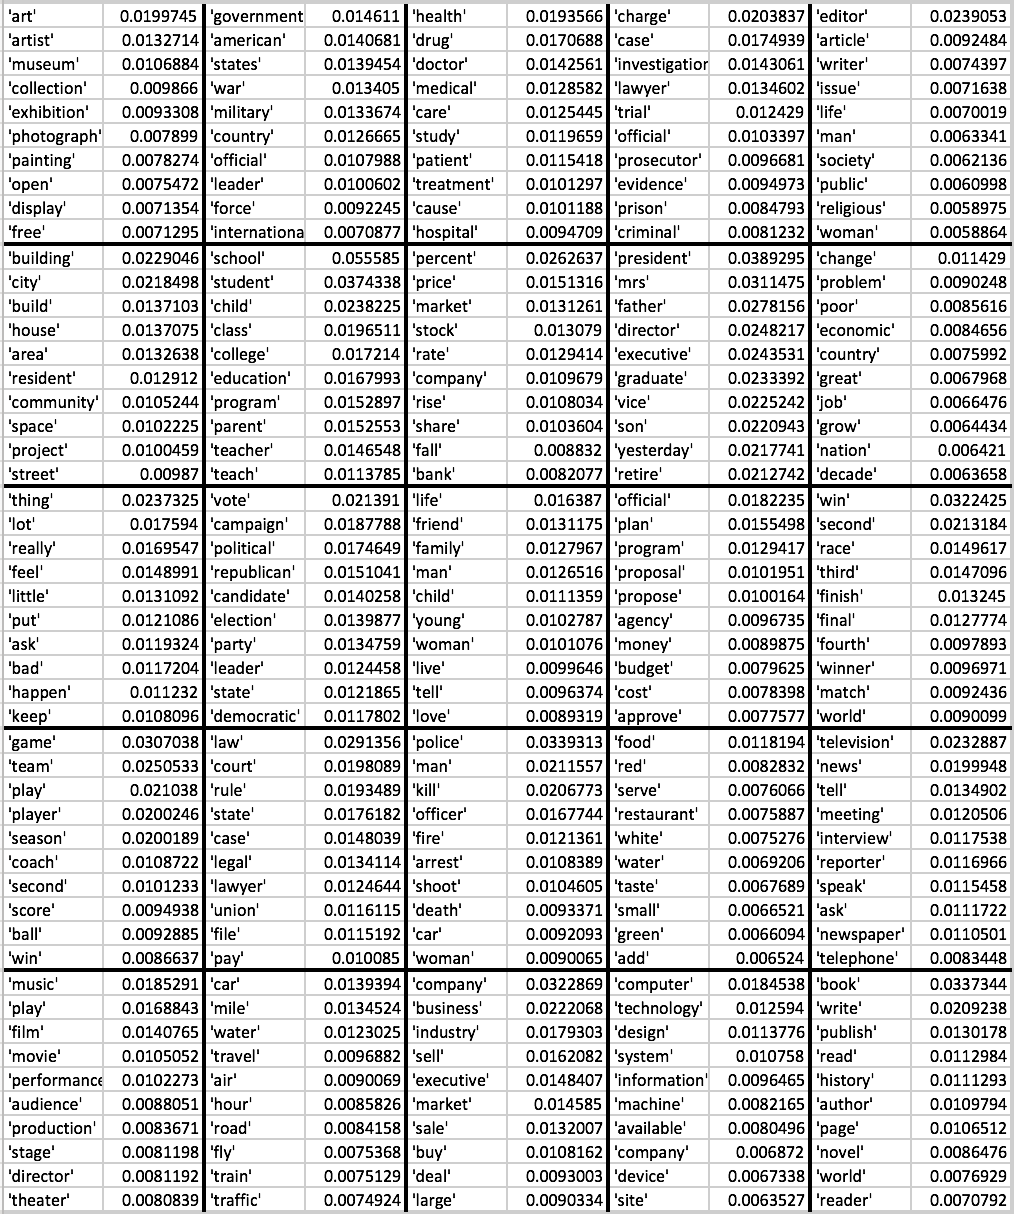 'art' 0.0199745 'government 0.014611 'health' 0.0193566 'charge' 0.0203837 'editor' 0.0239053
'artist' 0.0132714 'american' 0.0140681 'drug' 0.0170688 'case' 0.0174939 'article' 0.0092484
'museum' 0.0106884 'states' 0.0139454 'doctor' 0.0142561 'investigation 0.0143061 'writer' 0.0074397
'collection' 0.009866 'war' 0.013405 'medical' 0.0128582 'lawyer' 0.0134602 'issue' 0.0071638
'exhibition' 0.0093308 'military' 0.0133674 'care' 0.0125445 'trial' 0.012429 'life' 0.0070019
'photograph' 0.007899 'country' 0.0126665 'study' 0.0119659 'official' 0.0103397 'man' 0.0063341
'painting' 0.0078274 'official' 0.0107988 'patient' 0.0115418 'prosecutor' 0.0096681 'society' 0.0062136
'open' 0.0075472 'leader' 0.0100602 'treatment' 0.0101297 'evidence' 0.0094973 'public' 0.0060998
'display' 0.0071354 'force' 0.0092245 'cause' 0.0101188 'prison' 0.0084793 'religious' 0.0058975
'free' 0.0071295 'internationa 0.0070877 'hospital' 0.0094709 'criminal' 0.0081232 'woman' 0.0058864
'building' 0.0229046 'school' 0.055585 'percent' 0.0262637 'president' 0.0389295 'change' 0.011429
'city' 0.0218498 'student' 0.0374338 'price' 0.0151316 'mrs' 0.0311475 'problem' 0.0090248
'build' 0.0137103 'child' 0.0238225 'market' 0.0131261 'father' 0.0278156 'poor' 0.0085616
'house' 0.0137075 'class' 0.0196511 'stock' 0.013079 'director' 0.0248217 'economic' 0.0084656
'area' 0.0132638 'college' 0.017214 'rate' 0.0129414 'executive' 0.0243531 'country' 0.0075992
'resident' 0.012912 'education' 0.0167993 'company' 0.0109679 'graduate' 0.0233392 'great' 0.0067968
'community' 0.0105244 'program' 0.0152897 'rise' 0.0108034 'vice' 0.0225242 'job' 0.0066476
'space' 0.0102225 'parent' 0.0152553 'share' 0.0103604 'son' 0.0220943 'grow' 0.0064434
'project' 0.0100459 'teacher' 0.0146548 'fall' 0.008832 'yesterday' 0.0217741 'nation' 0.006421
'street' 0.00987 'teach' 0.0113785 'bank' 0.0082077 'retire' 0.0212742 'decade' 0.0063658
'thing' 0.0237325 'vote' 0.021391 'life' 0.016387 'official' 0.0182235 'win' 0.0322425
'lot' 0.017594 'campaign' 0.0187788 'friend' 0.0131175 'plan' 0.0155498 'second' 0.0213184
'really' 0.0169547 'political' 0.0174649 'family' 0.0127967 'program' 0.0129417 'race' 0.0149617
'feel' 0.0148991 'republican' 0.0151041 'man' 0.0126516 'proposal' 0.0101951 'third' 0.0147096
'little' 0.0131092 'candidate' 0.0140258 'child' 0.0111359 'propose' 0.0100164 'finish' 0.013245
'put' 0.0121086 'election' 0.0139877 'young' 0.0102787 'agency' 0.0096735 'final' 0.0127774
'ask' 0.0119324 'party' 0.0134759 'woman' 0.0101076 'money' 0.0089875 'fourth' 0.0097893
'bad' 0.0117204 'leader' 0.0124458 'live' 0.0099646 'budget' 0.0079625 'winner' 0.0096971
'happen' 0.011232 'state' 0.0121865 'tell' 0.0096374 'cost' 0.0078398 'match' 0.0092436
'keep' 0.0108096 'democratic' 0.0117802 'love' 0.0089319 'approve' 0.0077577 'world' 0.0090099
'game' 0.0307038 'law' 0.0291356 'police' 0.0339313 'food' 0.0118194 'television' 0.0232887
'team' 0.0250533 'court' 0.0198089 'man' 0.0211557 'red' 0.0082832 'news' 0.0199948
'play' 0.021038 'rule' 0.0193489 'kill' 0.0206773 'serve' 0.0076066 'tell' 0.0134902
'player' 0.0200246 'state' 0.0176182 'officer' 0.0167744 'restaurant' 0.0075887 'meeting' 0.0120506
'season' 0.0200189 'case' 0.0148039 'fire' 0.0121361 'white' 0.0075276 'interview' 0.0117538
'coach' 0.0108722 'legal' 0.0134114 'arrest' 0.0108389 'water' 0.0069206 'reporter' 0.0116966
'second' 0.0101233 'lawyer' 0.0124644 'shoot' 0.0104605 'taste' 0.0067689 'speak' 0.0115458
'score' 0.0094938 'union' 0.0116115 'death' 0.0093371 'small' 0.0066521 'ask' 0.0111722
'ball' 0.0092885 'file' 0.0115192 'car' 0.0092093 'green' 0.0066094 'newspaper' 0.0110501
'win' 0.0086637 'pay' 0.010085 'woman' 0.0090065 'add' 0.006524 'telephone' 0.0083448
'music' 0.0185291 'car' 0.0139394 'company' 0.0322869 'computer' 0.0184538 'book' 0.0337344
'play' 0.0168843 'mile' 0.0134524 'business' 0.0222068 'technology' 0.012594 'write' 0.0209238
'film' 0.0140765 'water' 0.0123025 'industry' 0.0179303 'design' 0.0113776 'publish' 0.0130178
'movie' 0.0105052 'travel' 0.0096882 'sell' 0.0162082 'system' 0.010758 'read' 0.0112984
'performance 0.0102273 'air' 0.0090069 'executive' 0.0148407 'information' 0.0096465 'history' 0.0111293
'audience' 0.0088051 'hour' 0.0085826 'market' 0.014585 'machine' 0.0082165 'author' 0.0109794
'production' 0.0083671 'road' 0.0084158 'sale' 0.0132007 'available' 0.0080496 'page' 0.0106512
'stage' 0.0081198 'fly' 0.0075368 'buy' 0.0108162 'company' 0.006872 'novel' 0.0086476
'director' 0.0081192 'train' 0.0075129 'deal' 0.0093003 'device' 0.0067338 'world' 0.0076929
'theater' 0.0080839 'traffic' 0.0074924 'large' 0.0090334 'site' 0.0063527 'reader' 0.0070792